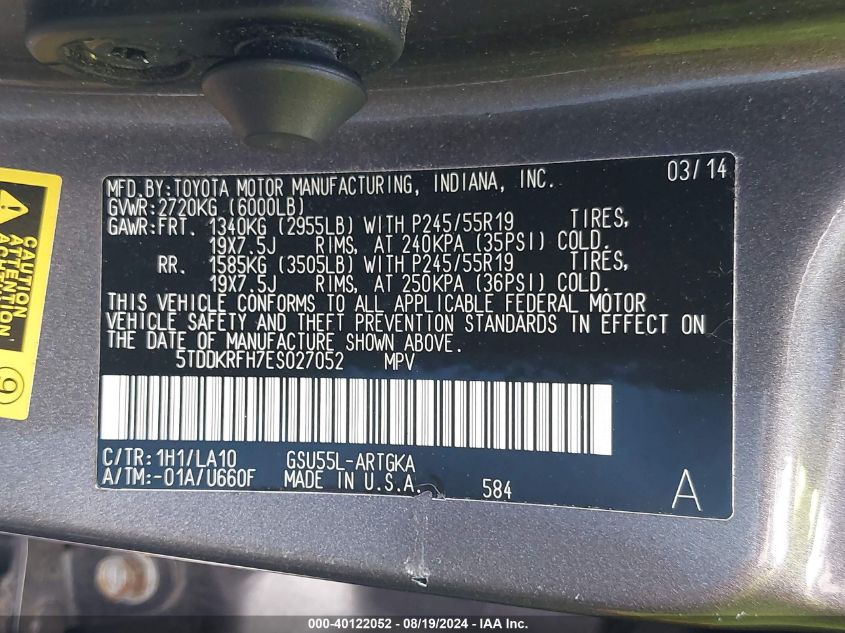 MFD.BY:TOYOTA MOTOR MANUFACTURING, INDIANA, INC. 03/14
GVWR:2720KG (6000LB)
GAWR:FRT. 1340KG (2955LB) WITH P245/55R19 TIRES,
19X7.5J RIMS, AT 240KPA (35PSI) COLD.
RR. 1585KG (3505LB) WITH P245/55R19 TIRES,
19X7.5J RIMS, AT 250KPA (36PSI) COLD.
THIS VEHICLE CONFORMS TO ALL APPLICABLE FEDERAL MOTOR
VEHICLE SAFETY AND THEFT PREVENTION STANDARDS IN EFFECT ON
THE DATE OF MANUFACTURE SHOWN ABOVE.
5TDDKRFH7ES027052 MPV
C/TR:1H1/LA10 GSU55L-ARTGKA
A/TM:-01A/U660F MADE IN U.S.A. 584 A
CAUTION
ATTENTION
9
000-40122052 - 08/19/2024 - IAA Inc.